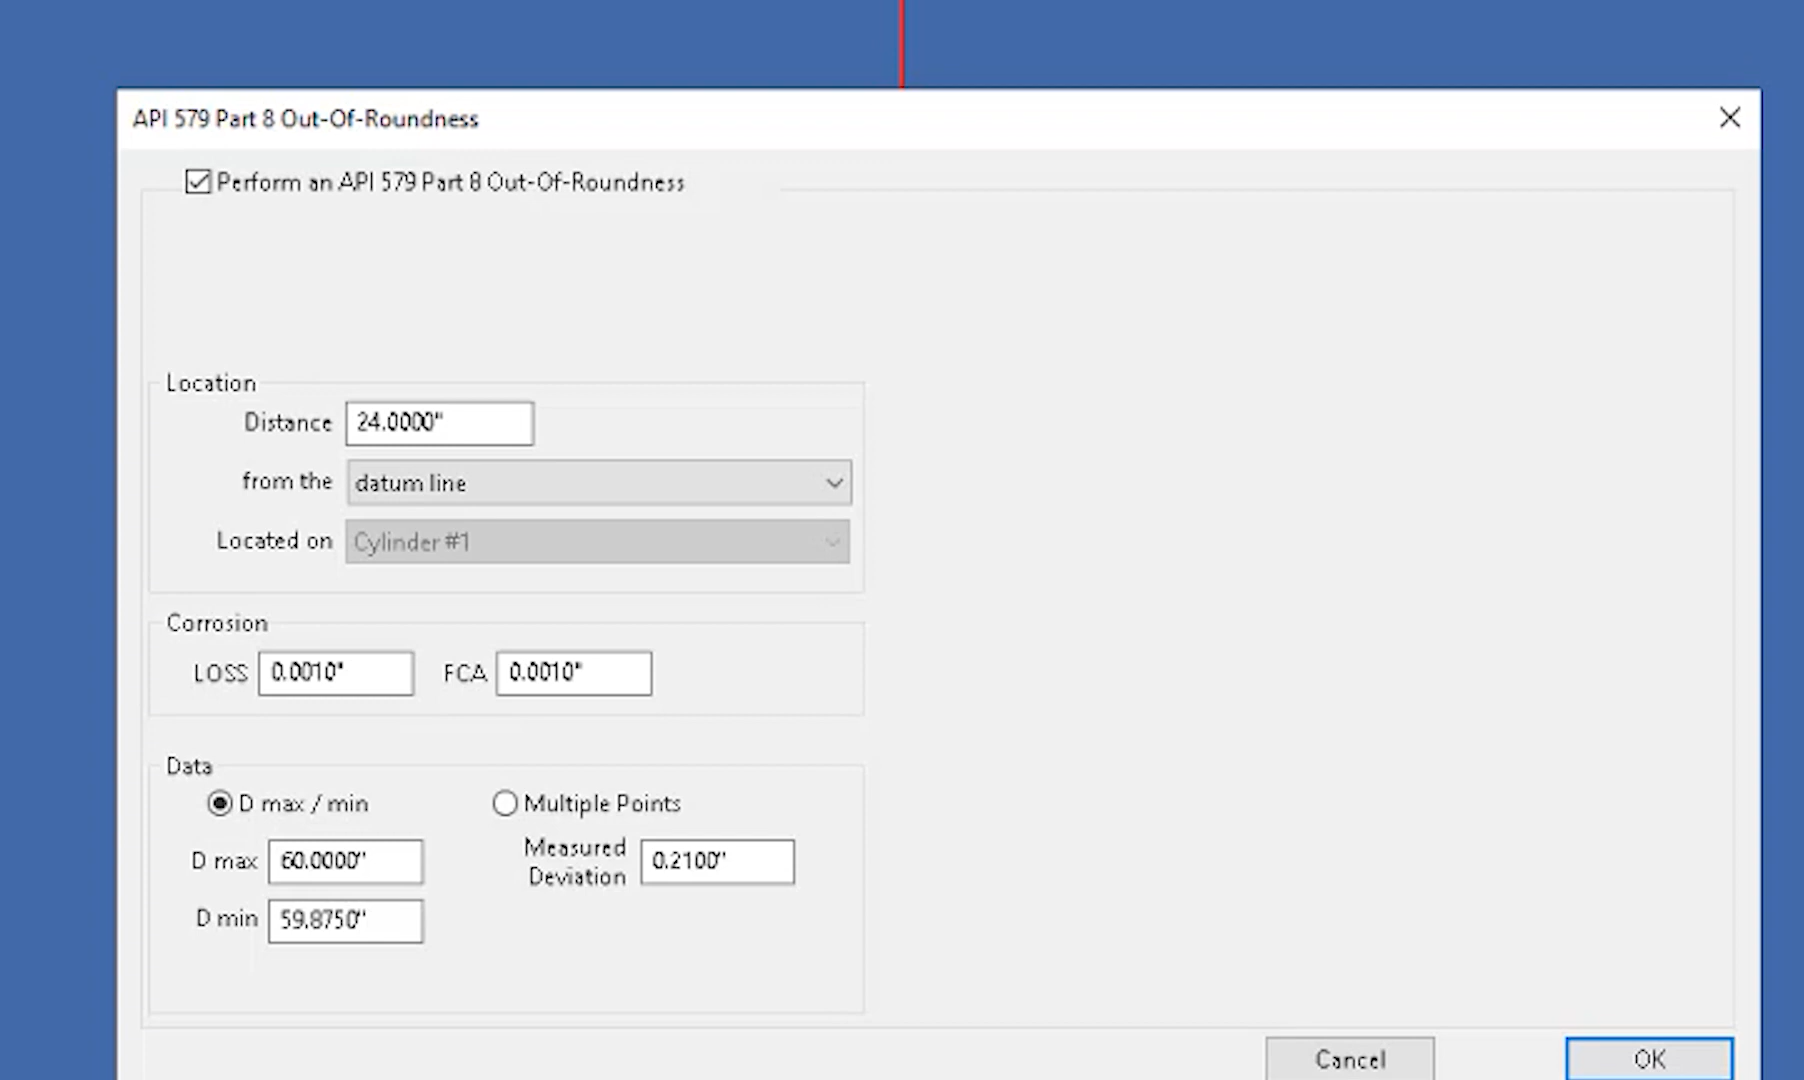 API 579 Part 8 Out-Of-Roundness
Perform an API 579 Part 8 Out-Of-Roundness
Location
Distance 24.0000"
from the datum line
Located on Cylinder #1
Corrosion
LOSS 0.0010" FCA 0.0010"
Data
D max / min Multiple Points
D max 60.0000" Measured Deviation 0.2100"
D min 59.8750"
Cancel OK